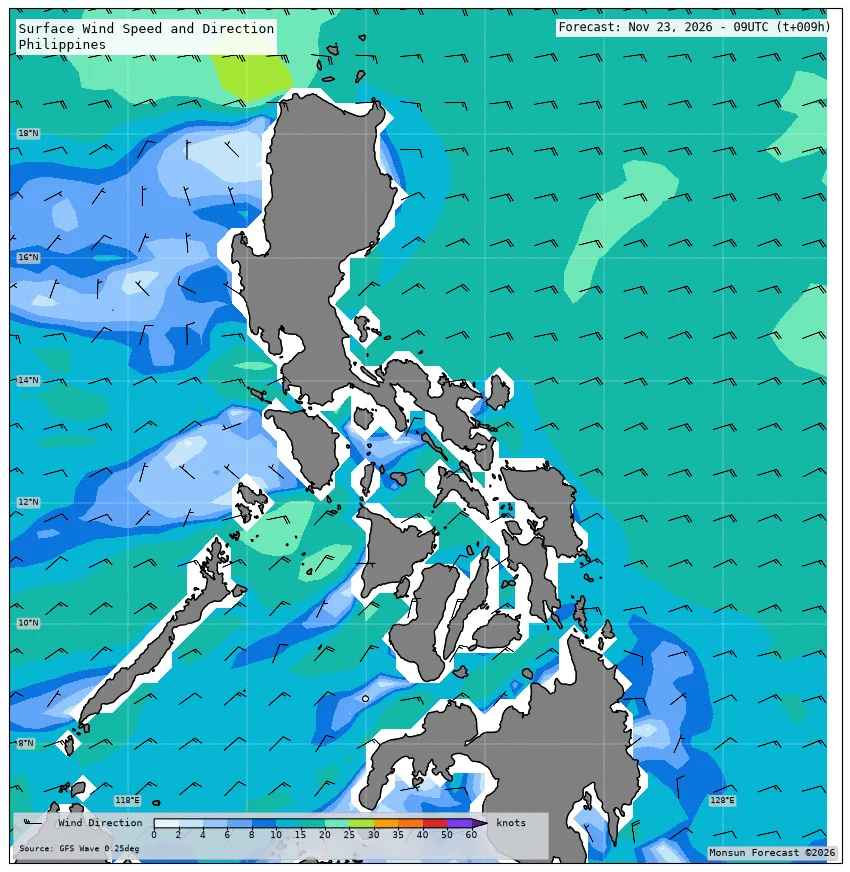 Surface Wind Speed and Direction
Philippines
Forecast: Nov 23, 2026 - 09UTC (t+009h)
18°N
16°N
14°N
12°N
10°N
8°N
118°E
128°E
Wind Direction
0 2 4 6 8 10 15 20 25 30 35 40 50 60
knots
Source: GFS Wave 0.25deg
Monsun Forecast ©2026